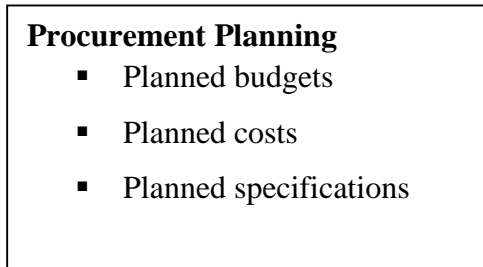 Procurement Planning
▪ Planned budgets
▪ Planned costs
▪ Planned specifications